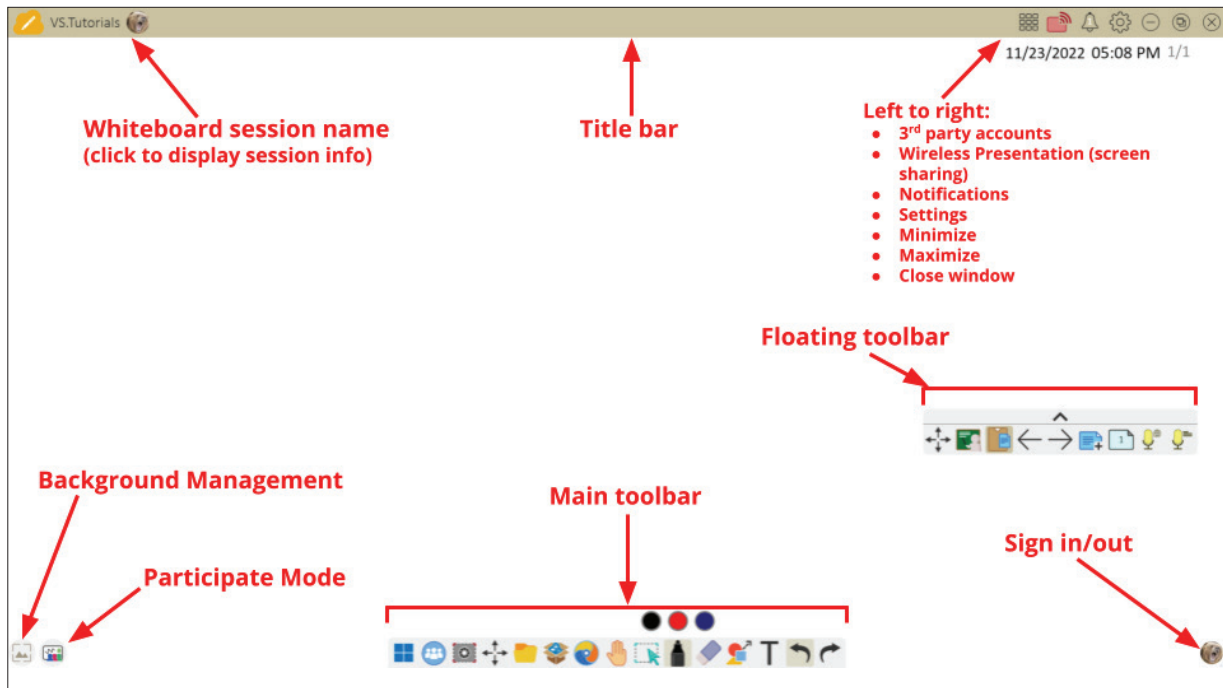 VS.Tutorials
11/23/2022 05:08 PM 1/1
Whiteboard session name
(click to display session info)
Title bar
Left to right:
● 3rd party accounts
● Wireless Presentation (screen
sharing)
● Notifications
● Settings
● Minimize
● Maximize
● Close window
Floating toolbar
1
Background Management
Main toolbar
Sign in/out
Participate Mode
T